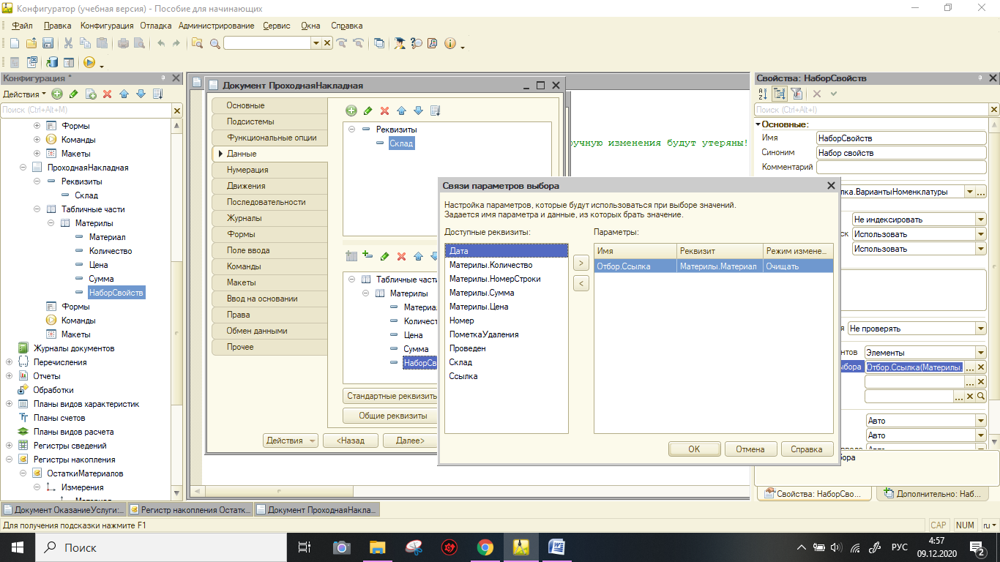 Конфигуратор (учебная версия) - Пособие для начинающих
Файл Правка Конфигурация Отладка Администрирование Сервис Окна Справка
Конфигурация *
Действия
Поиск (Ctrl+Alt+M)
Формы
Команды
Макеты
ПроходнаяНакладная
Реквизиты
Склад
Табличные части
Материлы
Материал
Количество
Цена
Сумма
НаборСвойств
Формы
Команды
Макеты
Журналы документов
Перечисления
Отчеты
Обработки
Планы видов характеристик
Планы счетов
Планы видов расчета
Регистры сведений
Регистры накопления
ОстаткиМатериалов
Измерения
Документ ПроходнаяНакладная
Основные
Подсистемы
Функциональные опции
Данные
Нумерация
Движения
Последовательности
Журналы
Формы
Поле ввода
Команды
Макеты
Ввод на основании
Права
Обмен данными
Прочее
Реквизиты
Склад
Табличные части
Материлы
Материал
Количест
Цена
Сумма
НаборСв
Стандартные реквизиты
Общие реквизиты
Действия <Назад Далее>
ручную изменения будут утеряны!
Связи параметров выбора
Настройка параметров, которые будут использоваться при выборе значений.
Задается имя параметра и данные, из которых брать значение.
Доступные реквизиты:
Дата
Материлы.Количество
Материлы.НомерСтроки
Материлы.Сумма
Материлы.Цена
Номер
ПометкаУдаления
Проведен
Склад
Ссылка
> <
Параметры:
Имя Реквизит Режим измене...
Отбор.Ссылка Материлы.Материал Очищать
ОК Отмена Справка
Свойства: НаборСвойств
Поиск (Ctrl+Alt+I)
Основные:
Имя НаборСвойств
Синоним Набор свойств
Комментарий
лка.ВариантыНоменклатуры ...
Не индексировать
ск Использовать
Использовать
я Не проверять
нтов Элементы
ыбора Отбор.Ссылка(Материлы ...
...
...
Авто
Авто
бора
Свойства: НаборСво... Дополнительно: Наб...
Документ ОказаниеУслуги:... Регистр накопления Остатк... Документ ПроходнаяНакла...
Для получения подсказки нажмите F1
CAP NUM ru
Поиск
РУС
4:57
09.12.2020
2